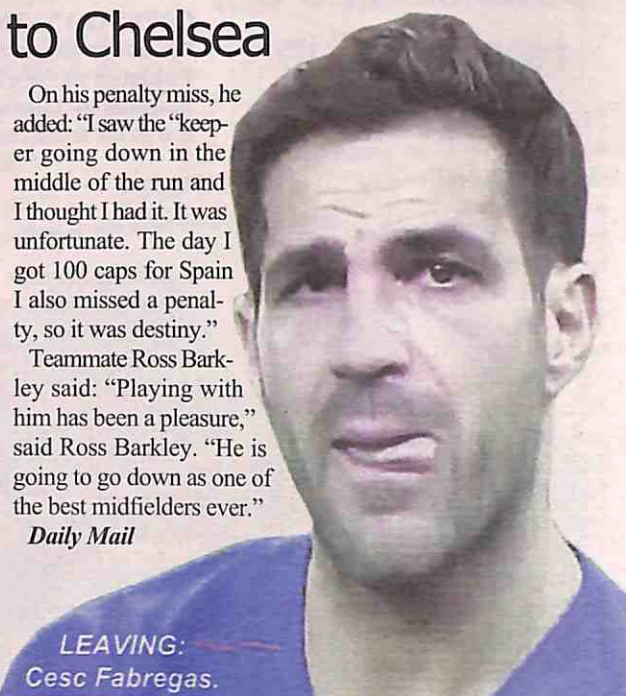 to Chelsea
On his penalty miss, he
added: “I saw the “keep-
er going down in the
middle of the run and
I thought I had it. It was
unfortunate. The day I
got 100 caps for Spain
I also missed a penal-
ty, so it was destiny.”
Teammate Ross Bark-
ley said: “Playing with
him has been a pleasure,”
said Ross Barkley. “He is
going to go down as one of
the best midfielders ever.”
Daily Mail
LEAVING:
Cesc Fabregas.